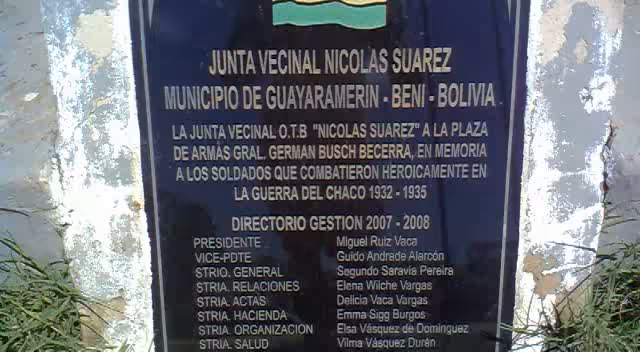 JUNTA VECINAL NICOLAS SUAREZ
MUNICIPIO DE GUAYARAMERIN - BENI - BOLIVIA
LA JUNTA VECINAL O.T.B "NICOLAS SUAREZ" A LA PLAZA
DE ARMAS GRAL. GERMAN BUSCH BECERRA, EN MEMORIA
A LOS SOLDADOS QUE COMBATIERON HEROICAMENTE EN
LA GUERRA DEL CHACO 1932 - 1935
DIRECTORIO GESTION 2007 - 2008
PRESIDENTE Miguel Ruiz Vaca
VICE-PDTE Guido Andrade Alarcón
STRIO. GENERAL Segundo Saravia Pereira
STRIA. RELACIONES Elena Wilche Vargas
STRIA. ACTAS Delicia Vaca Vargas
STRIA. HACIENDA Emma Sigg Burgos
STRIA. ORGANIZACION Elsa Vásquez de Domínguez
STRIA. SALUD Vilma Vásquez Durán